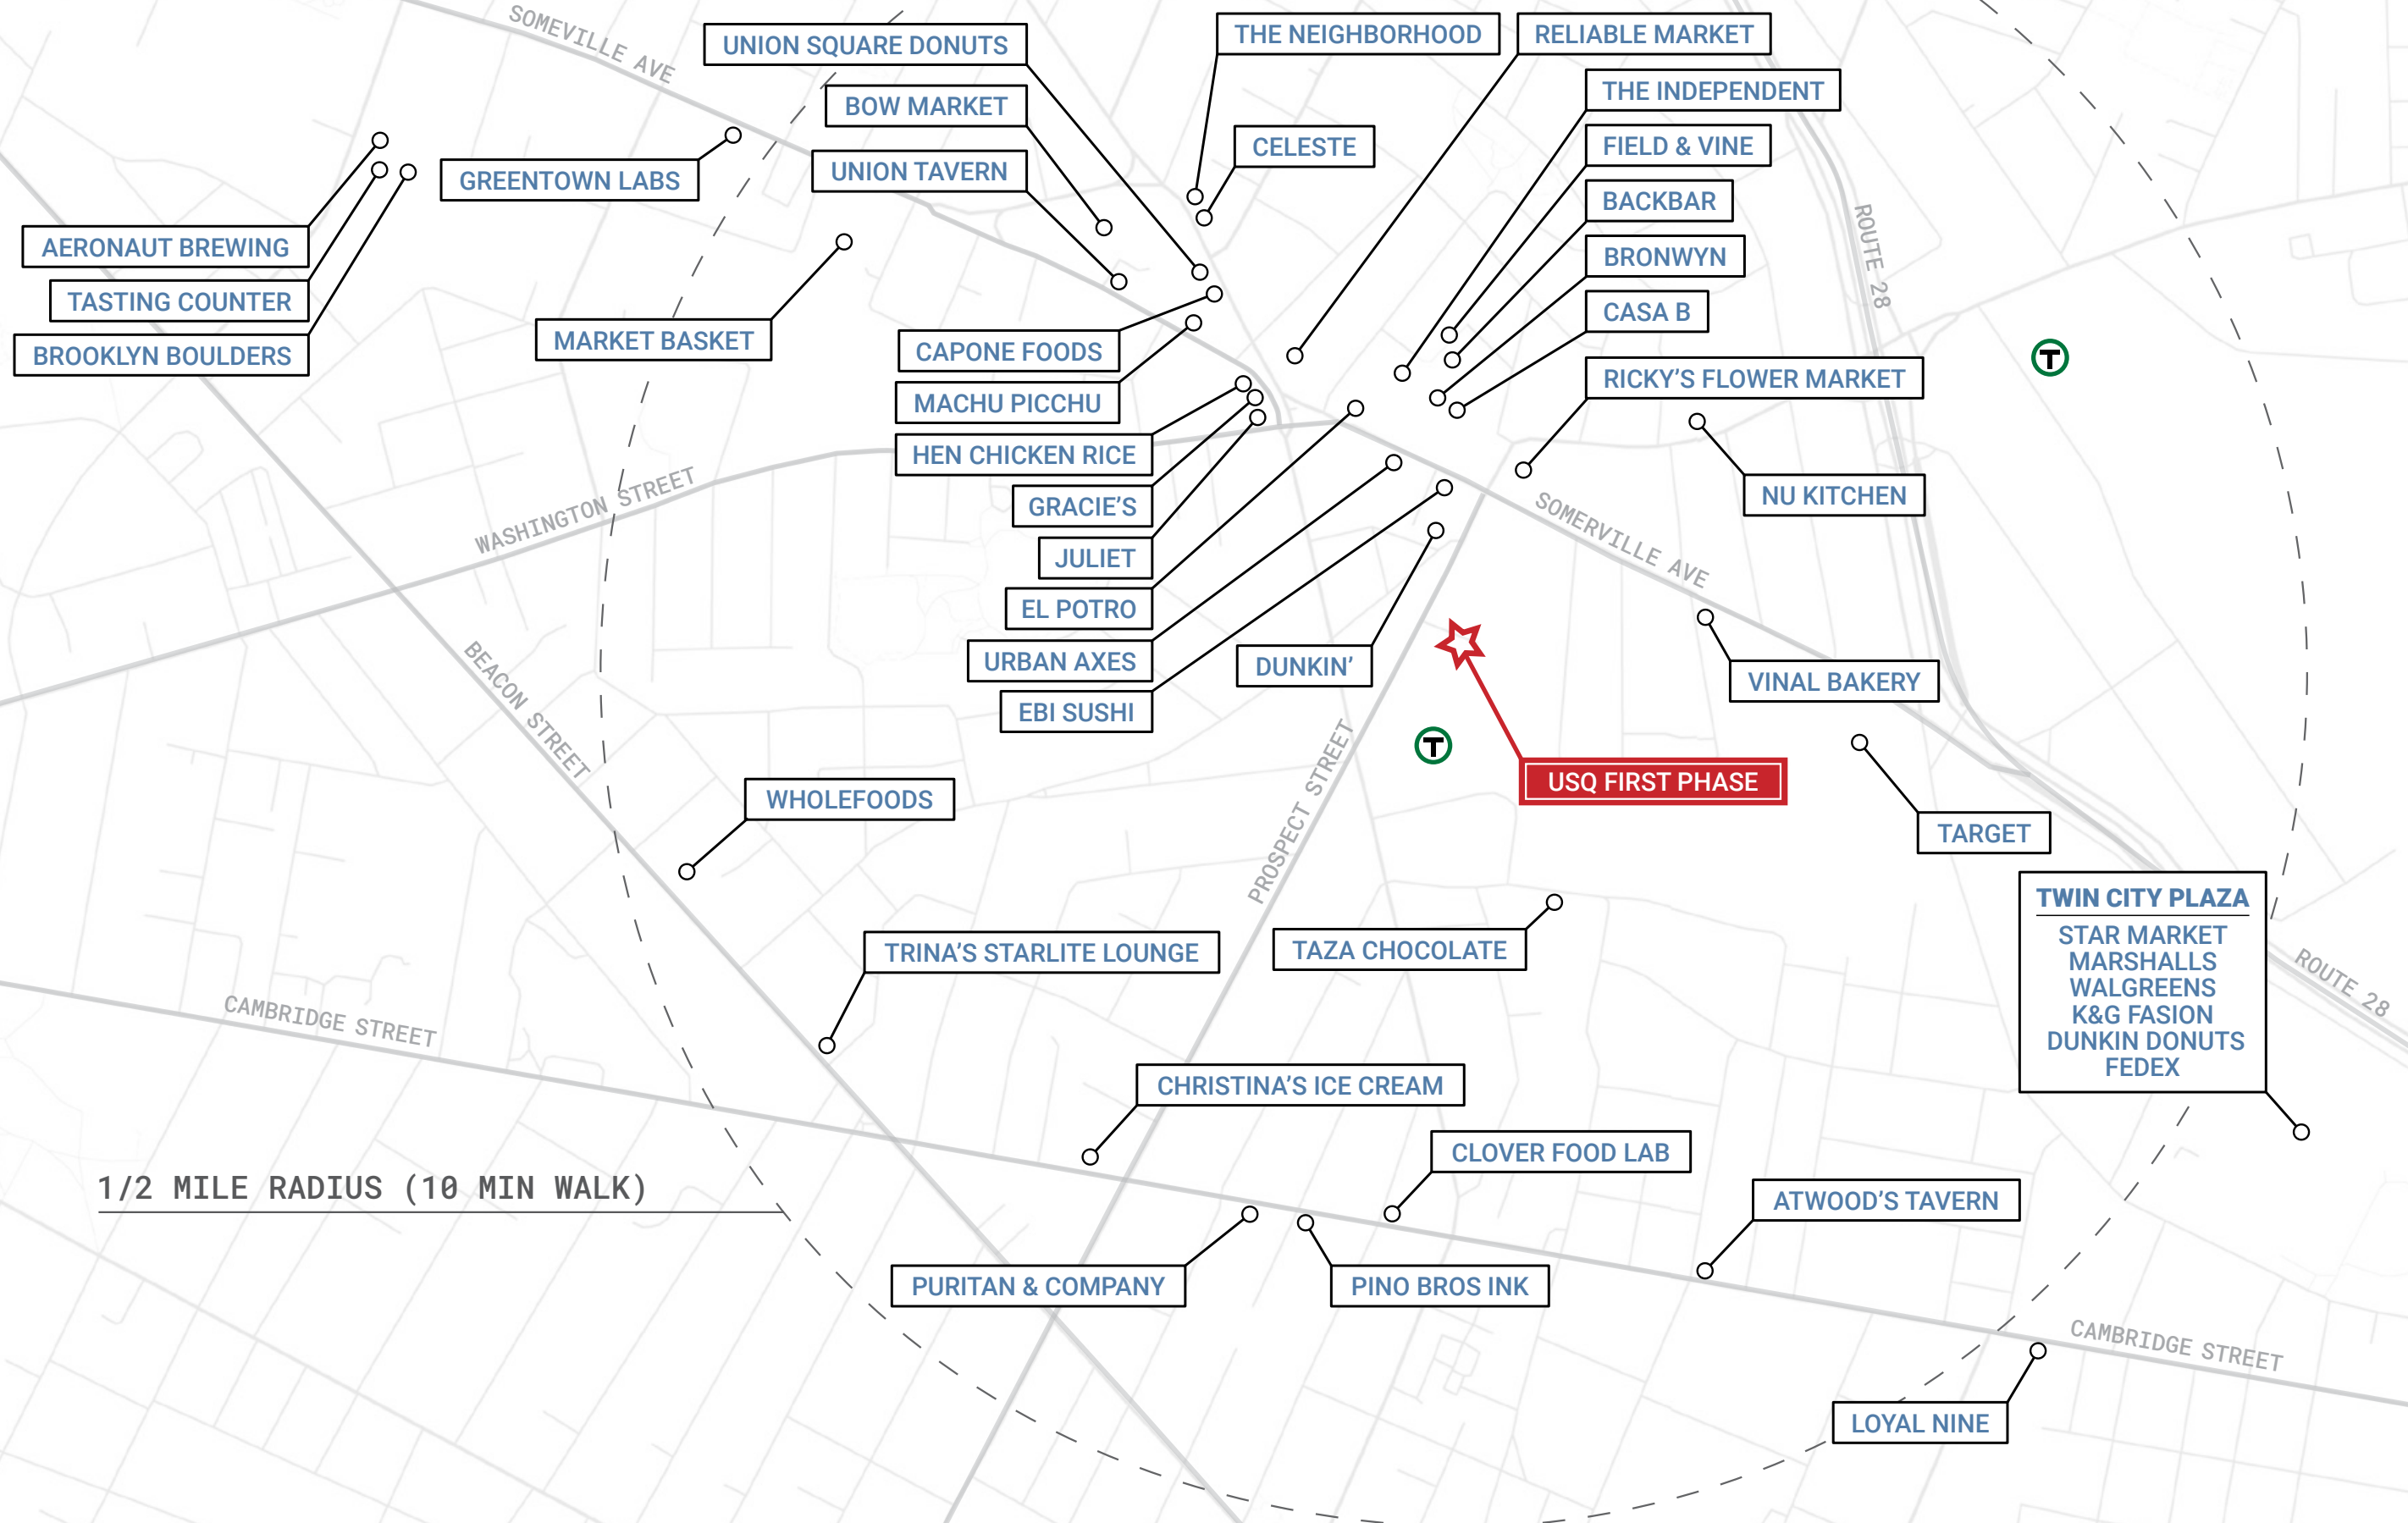 SOMEVILLE AVE
UNION SQUARE DONUTS
THE NEIGHBORHOOD
RELIABLE MARKET
THE INDEPENDENT
BOW MARKET
FIELD & VINE
CELESTE
UNION TAVERN
GREENTOWN LABS
BACKBAR
ROUTE 28
AERONAUT BREWING
BRONWYN
TASTING COUNTER
CASA B
MARKET BASKET
BROOKLYN BOULDERS
CAPONE FOODS
T
RICKY'S FLOWER MARKET
MACHU PICCHU
HEN CHICKEN RICE
NU KITCHEN
GRACIE'S
WASHINGTON STREET
SOMERVILLE AVE
JULIET
EL POTRO
URBAN AXES
DUNKIN'
VINAL BAKERY
BEACON STREET
EBI SUSHI
T
USQ FIRST PHASE
WHOLEFOODS
PROSPECT STREET
TARGET
TWIN CITY PLAZA
STAR MARKET
MARSHALLS
WALGREENS
K&G FASION
DUNKIN DONUTS
FEDEX
TRINA'S STARLITE LOUNGE
TAZA CHOCOLATE
ROUTE 28
CAMBRIDGE STREET
CHRISTINA'S ICE CREAM
CLOVER FOOD LAB
1/2 MILE RADIUS (10 MIN WALK)
ATWOOD'S TAVERN
PURITAN & COMPANY
PINO BROS INK
CAMBRIDGE STREET
LOYAL NINE